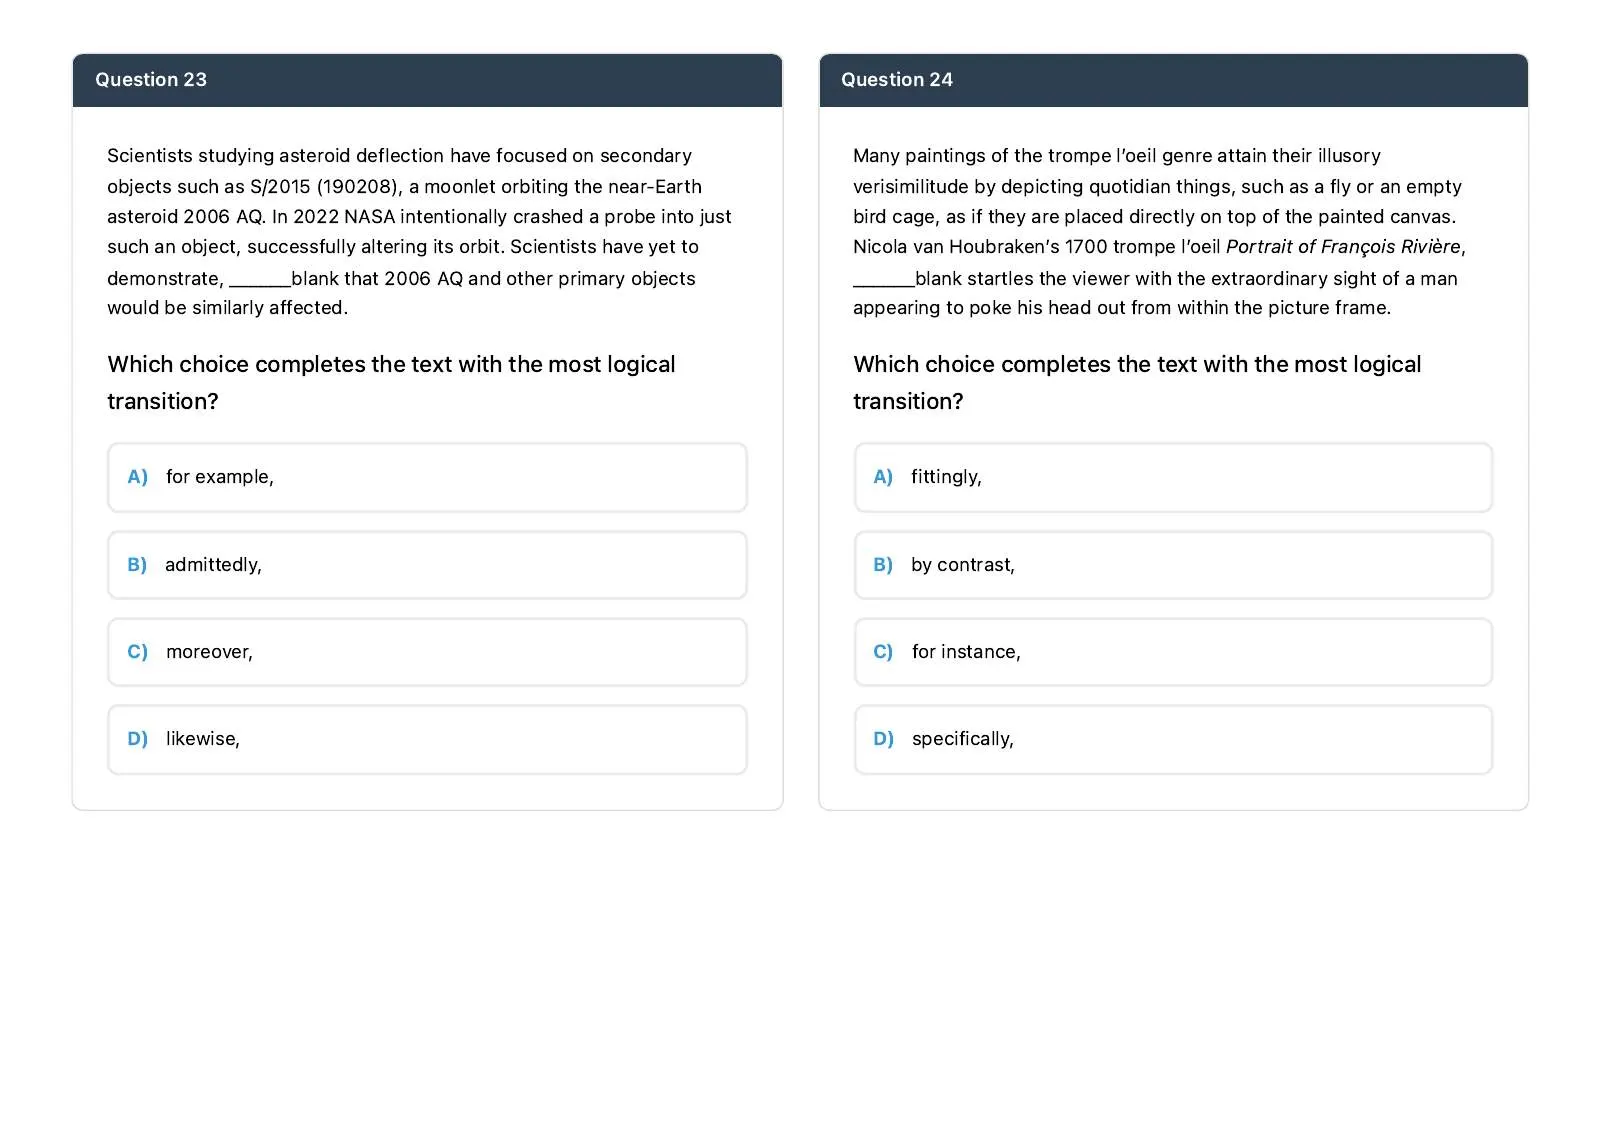 Question 23
Scientists studying asteroid deflection have focused on secondary
objects such as S/2015 (190208), a moonlet orbiting the near-Earth
asteroid 2006 AQ. In 2022 NASA intentionally crashed a probe into just
such an object, successfully altering its orbit. Scientists have yet to
demonstrate, ______blank that 2006 AQ and other primary objects
would be similarly affected.
Which choice completes the text with the most logical
transition?
A) for example,
B) admittedly,
C) moreover,
D) likewise,
Question 24
Many paintings of the trompe l’oeil genre attain their illusory
verisimilitude by depicting quotidian things, such as a fly or an empty
bird cage, as if they are placed directly on top of the painted canvas.
Nicola van Houbraken’s 1700 trompe l’oeil Portrait of François Rivière,
______blank startles the viewer with the extraordinary sight of a man
appearing to poke his head out from within the picture frame.
Which choice completes the text with the most logical
transition?
A) fittingly,
B) by contrast,
C) for instance,
D) specifically,